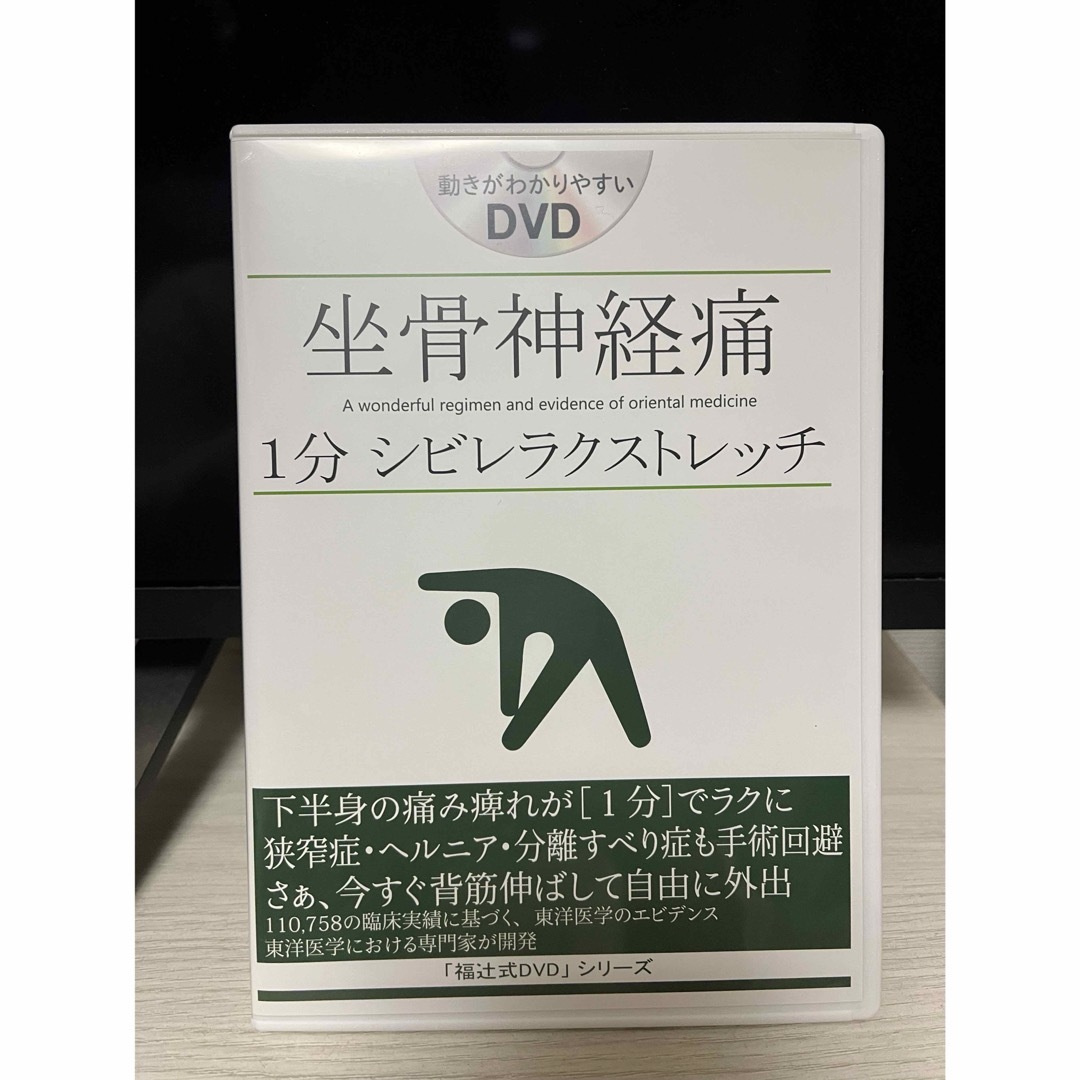 動きがわかりやすい
DVD
坐骨神経痛
A wonderful regimen and evidence of oriental medicine
1分 シビレラクストレッチ
下半身の痛み痺れが[1分]でラクに
狭窄症・ヘルニア・分離すべり症も手術回避
さぁ、今すぐ背筋伸ばして自由に外出
110,758の臨床実績に基づく、東洋医学のエビデンス
東洋医学における専門家が開発
「福辻式DVD」シリーズ